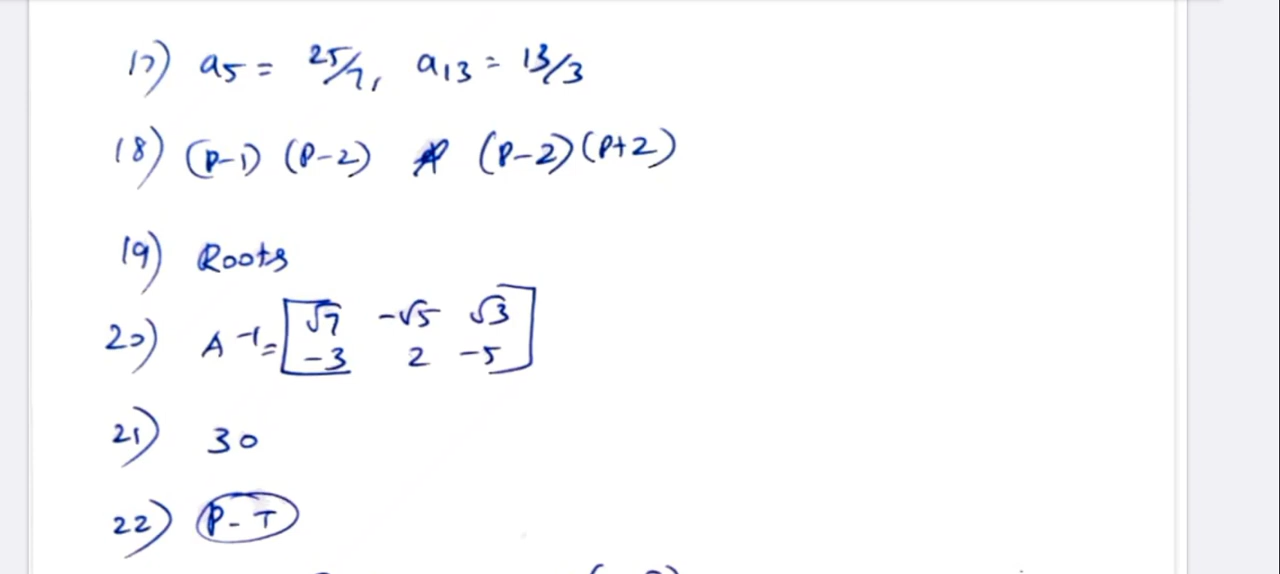 17) a5 = 25/7, a13 = 13/3
18) (P-1) (P-2) (P-2)(P+2)
19) Roots
20) A-1 = [√7 -√5 √3
-3 2 -5]
21) 30
22) P-T